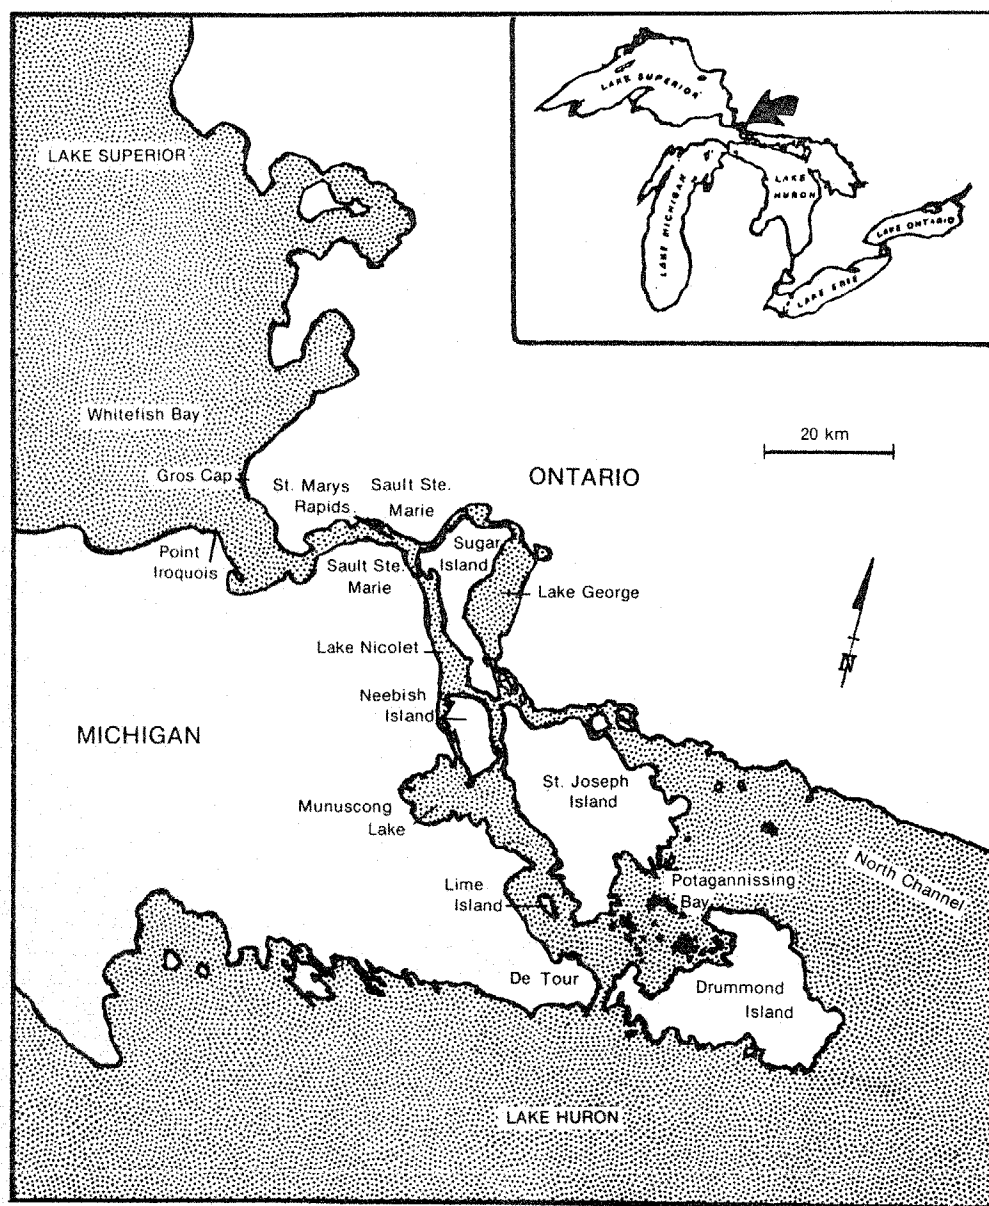 LAKE SUPERIOR
LAKE MICHIGAN
LAKE
HURON
LAKE ONTARIO
LAKE ERIE
LAKE SUPERIOR
Whitefish Bay
20 km
Gros Cap
ONTARIO
St. Marys
Rapids
Sault Ste.
Marie
Point
Iroquois
Sault Ste.
Marie
Sugar
Island
Lake George
Lake Nicolet
N
Neebish
Island
MICHIGAN
St. Joseph
Island
Munuscong
Lake
North Channel
Lime
Island
Potagannissing
Bay
De Tour
Drummond
Island
LAKE HURON